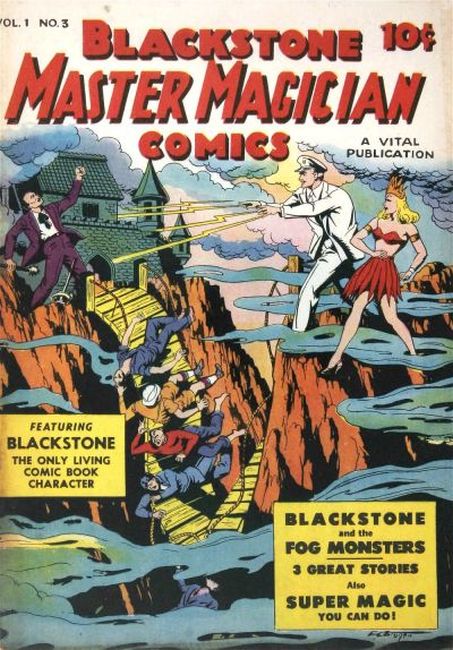 VOL. 1 NO. 3
BLACKSTONE 10¢
MASTER MAGICIAN
COMICS
A VITAL
PUBLICATION
FEATURING
BLACKSTONE
THE ONLY LIVING
COMIC BOOK
CHARACTER
BLACKSTONE
and the
FOG MONSTERS
3 GREAT STORIES
Also
SUPER MAGIC
YOU CAN DO!